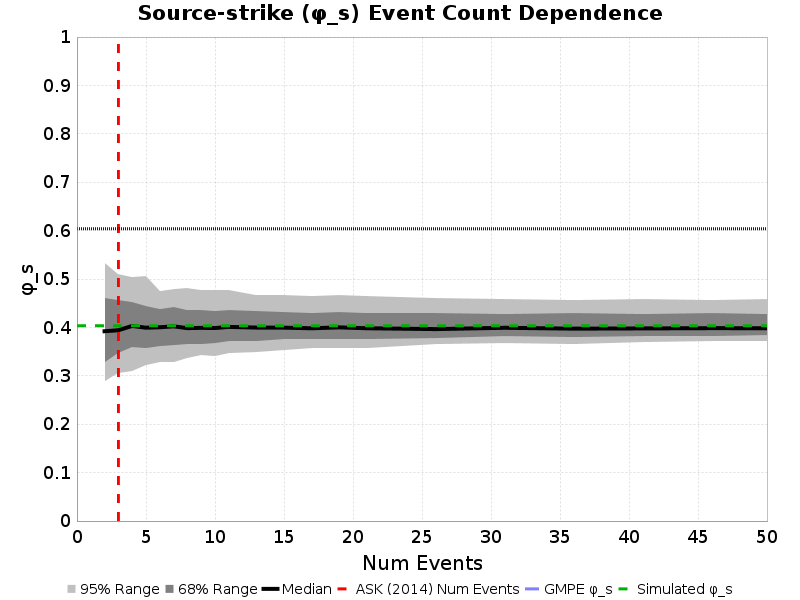 Source-strike (φ_s) Event Count Dependence
1
0.9
0.8
0.7
0.6
0.5
0.4
0.3
0.2
0.1
0
φ_s
0 5 10 15 20 25 30 35 40 45 50
Num Events
95% Range 68% Range Median ASK (2014) Num Events GMPE φ_s Simulated φ_s